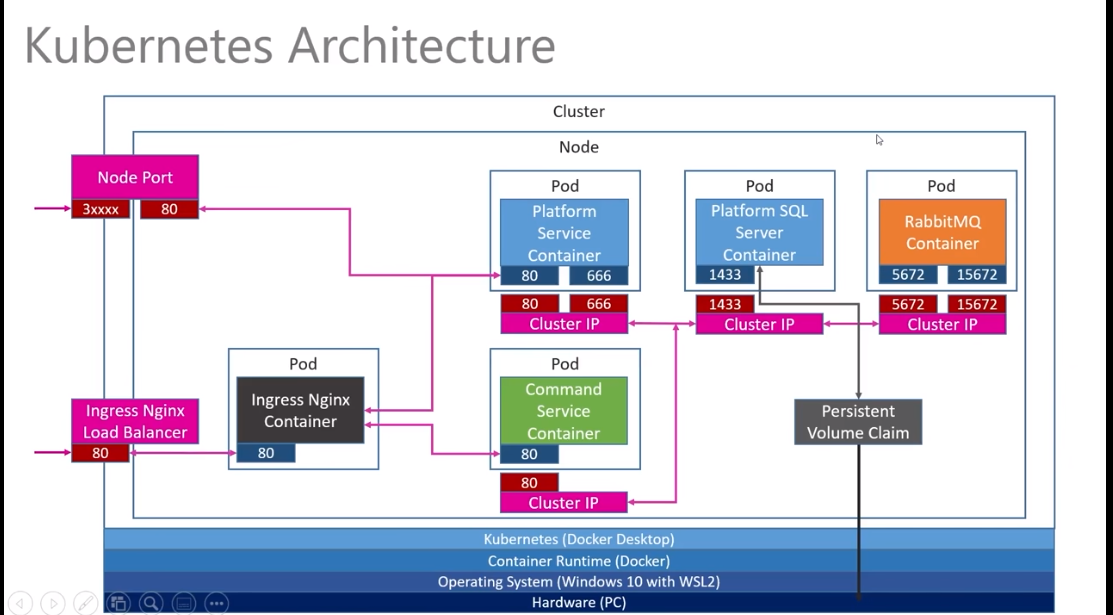 Kubernetes Architecture
Cluster
Node
Node Port
3xxxx
80
Pod
Platform
Service
Container
80
666
80
666
Cluster IP
Pod
Platform SQL
Server
Container
1433
1433
Cluster IP
Pod
RabbitMQ
Container
5672
15672
5672
15672
Cluster IP
Ingress Nginx
Load Balancer
80
Pod
Ingress Nginx
Container
80
Pod
Command
Service
Container
80
80
Cluster IP
Persistent
Volume Claim
Kubernetes (Docker Desktop)
Container Runtime (Docker)
Operating System (Windows 10 with WSL2)
Hardware (PC)